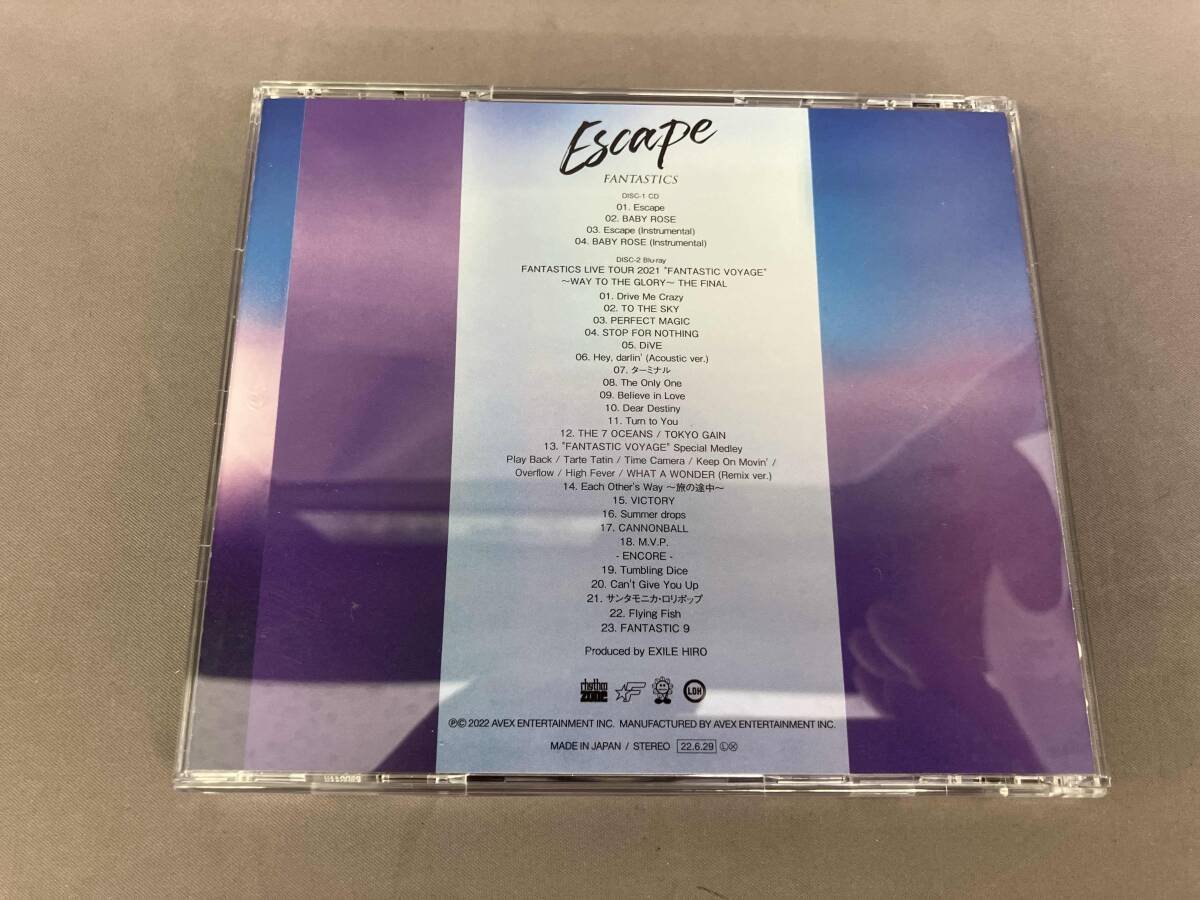 Escape
FANTASTICS
DISC-1 CD
01. Escape
02. BABY ROSE
03. Escape (Instrumental)
04. BABY ROSE (Instrumental)
DISC-2 Blu-ray
FANTASTICS LIVE TOUR 2021 "FANTASTIC VOYAGE"
～WAY TO THE GLORY～ THE FINAL
01. Drive Me Crazy
02. TO THE SKY
03. PERFECT MAGIC
04. STOP FOR NOTHING
05. DiVE
06. Hey, darlin' (Acoustic ver.)
07. ターミナル
08. The Only One
09. Believe in Love
10. Dear Destiny
11. Turn to You
12. THE 7 OCEANS / TOKYO GAIN
13. "FANTASTIC VOYAGE" Special Medley
Play Back / Tarte Tatin / Time Camera / Keep On Movin' /
Overflow / High Fever / WHAT A WONDER (Remix ver.)
14. Each Other's Way ～旅の途中～
15. VICTORY
16. Summer drops
17. CANNONBALL
18. M.V.P.
- ENCORE -
19. Tumbling Dice
20. Can't Give You Up
21. サンタモニカ・ロリポップ
22. Flying Fish
23. FANTASTIC 9
Produced by EXILE HIRO
rhythm zone F LDH
℗© 2022 AVEX ENTERTAINMENT INC. MANUFACTURED BY AVEX ENTERTAINMENT INC.
MADE IN JAPAN / STEREO 22.6.29 Ⓛ